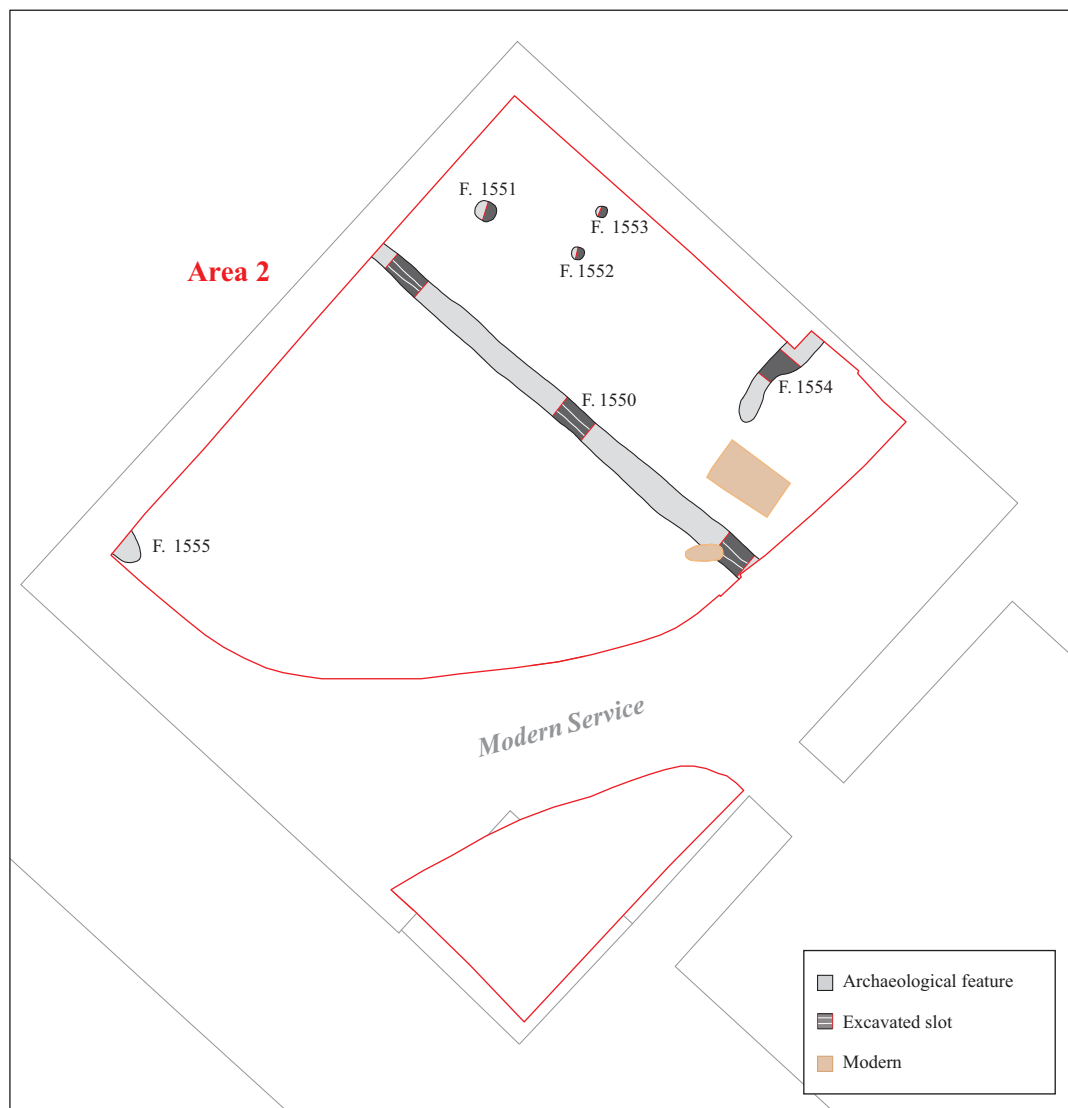 F. 1551
F. 1553
F. 1552
Area 2
F. 1554
F. 1550
F. 1555
Modern Service
Archaeological feature
Excavated slot
Modern